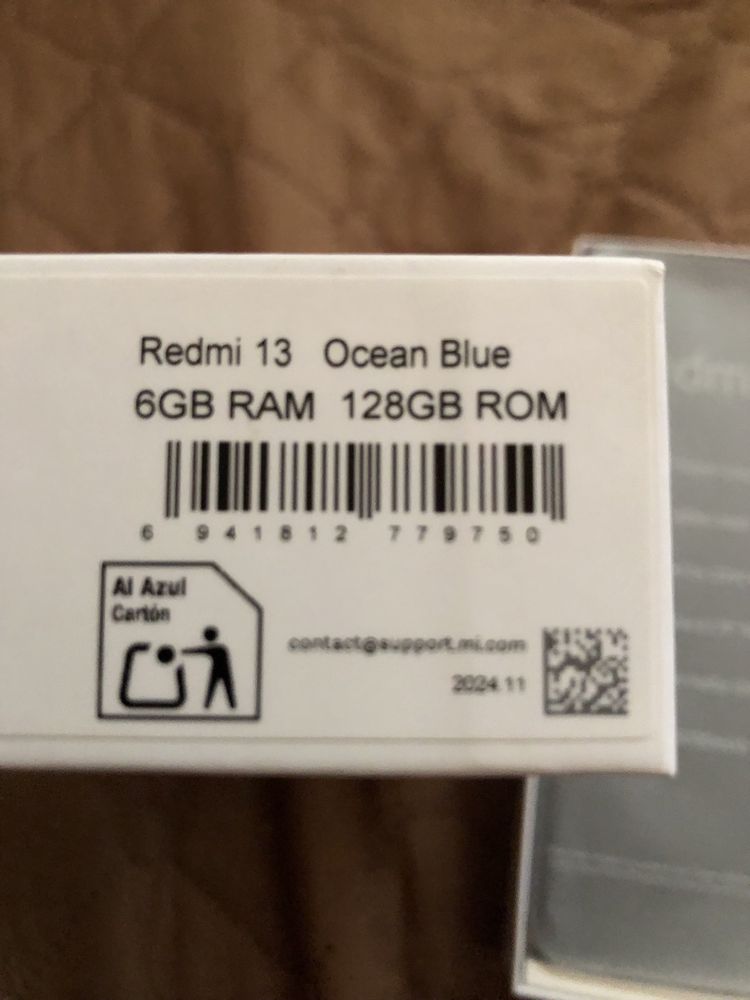 Redmi 13 Ocean Blue
6GB RAM 128GB ROM
6 941812 779750
Al Azul
Cartón
contact@support.mi.com
2024.11